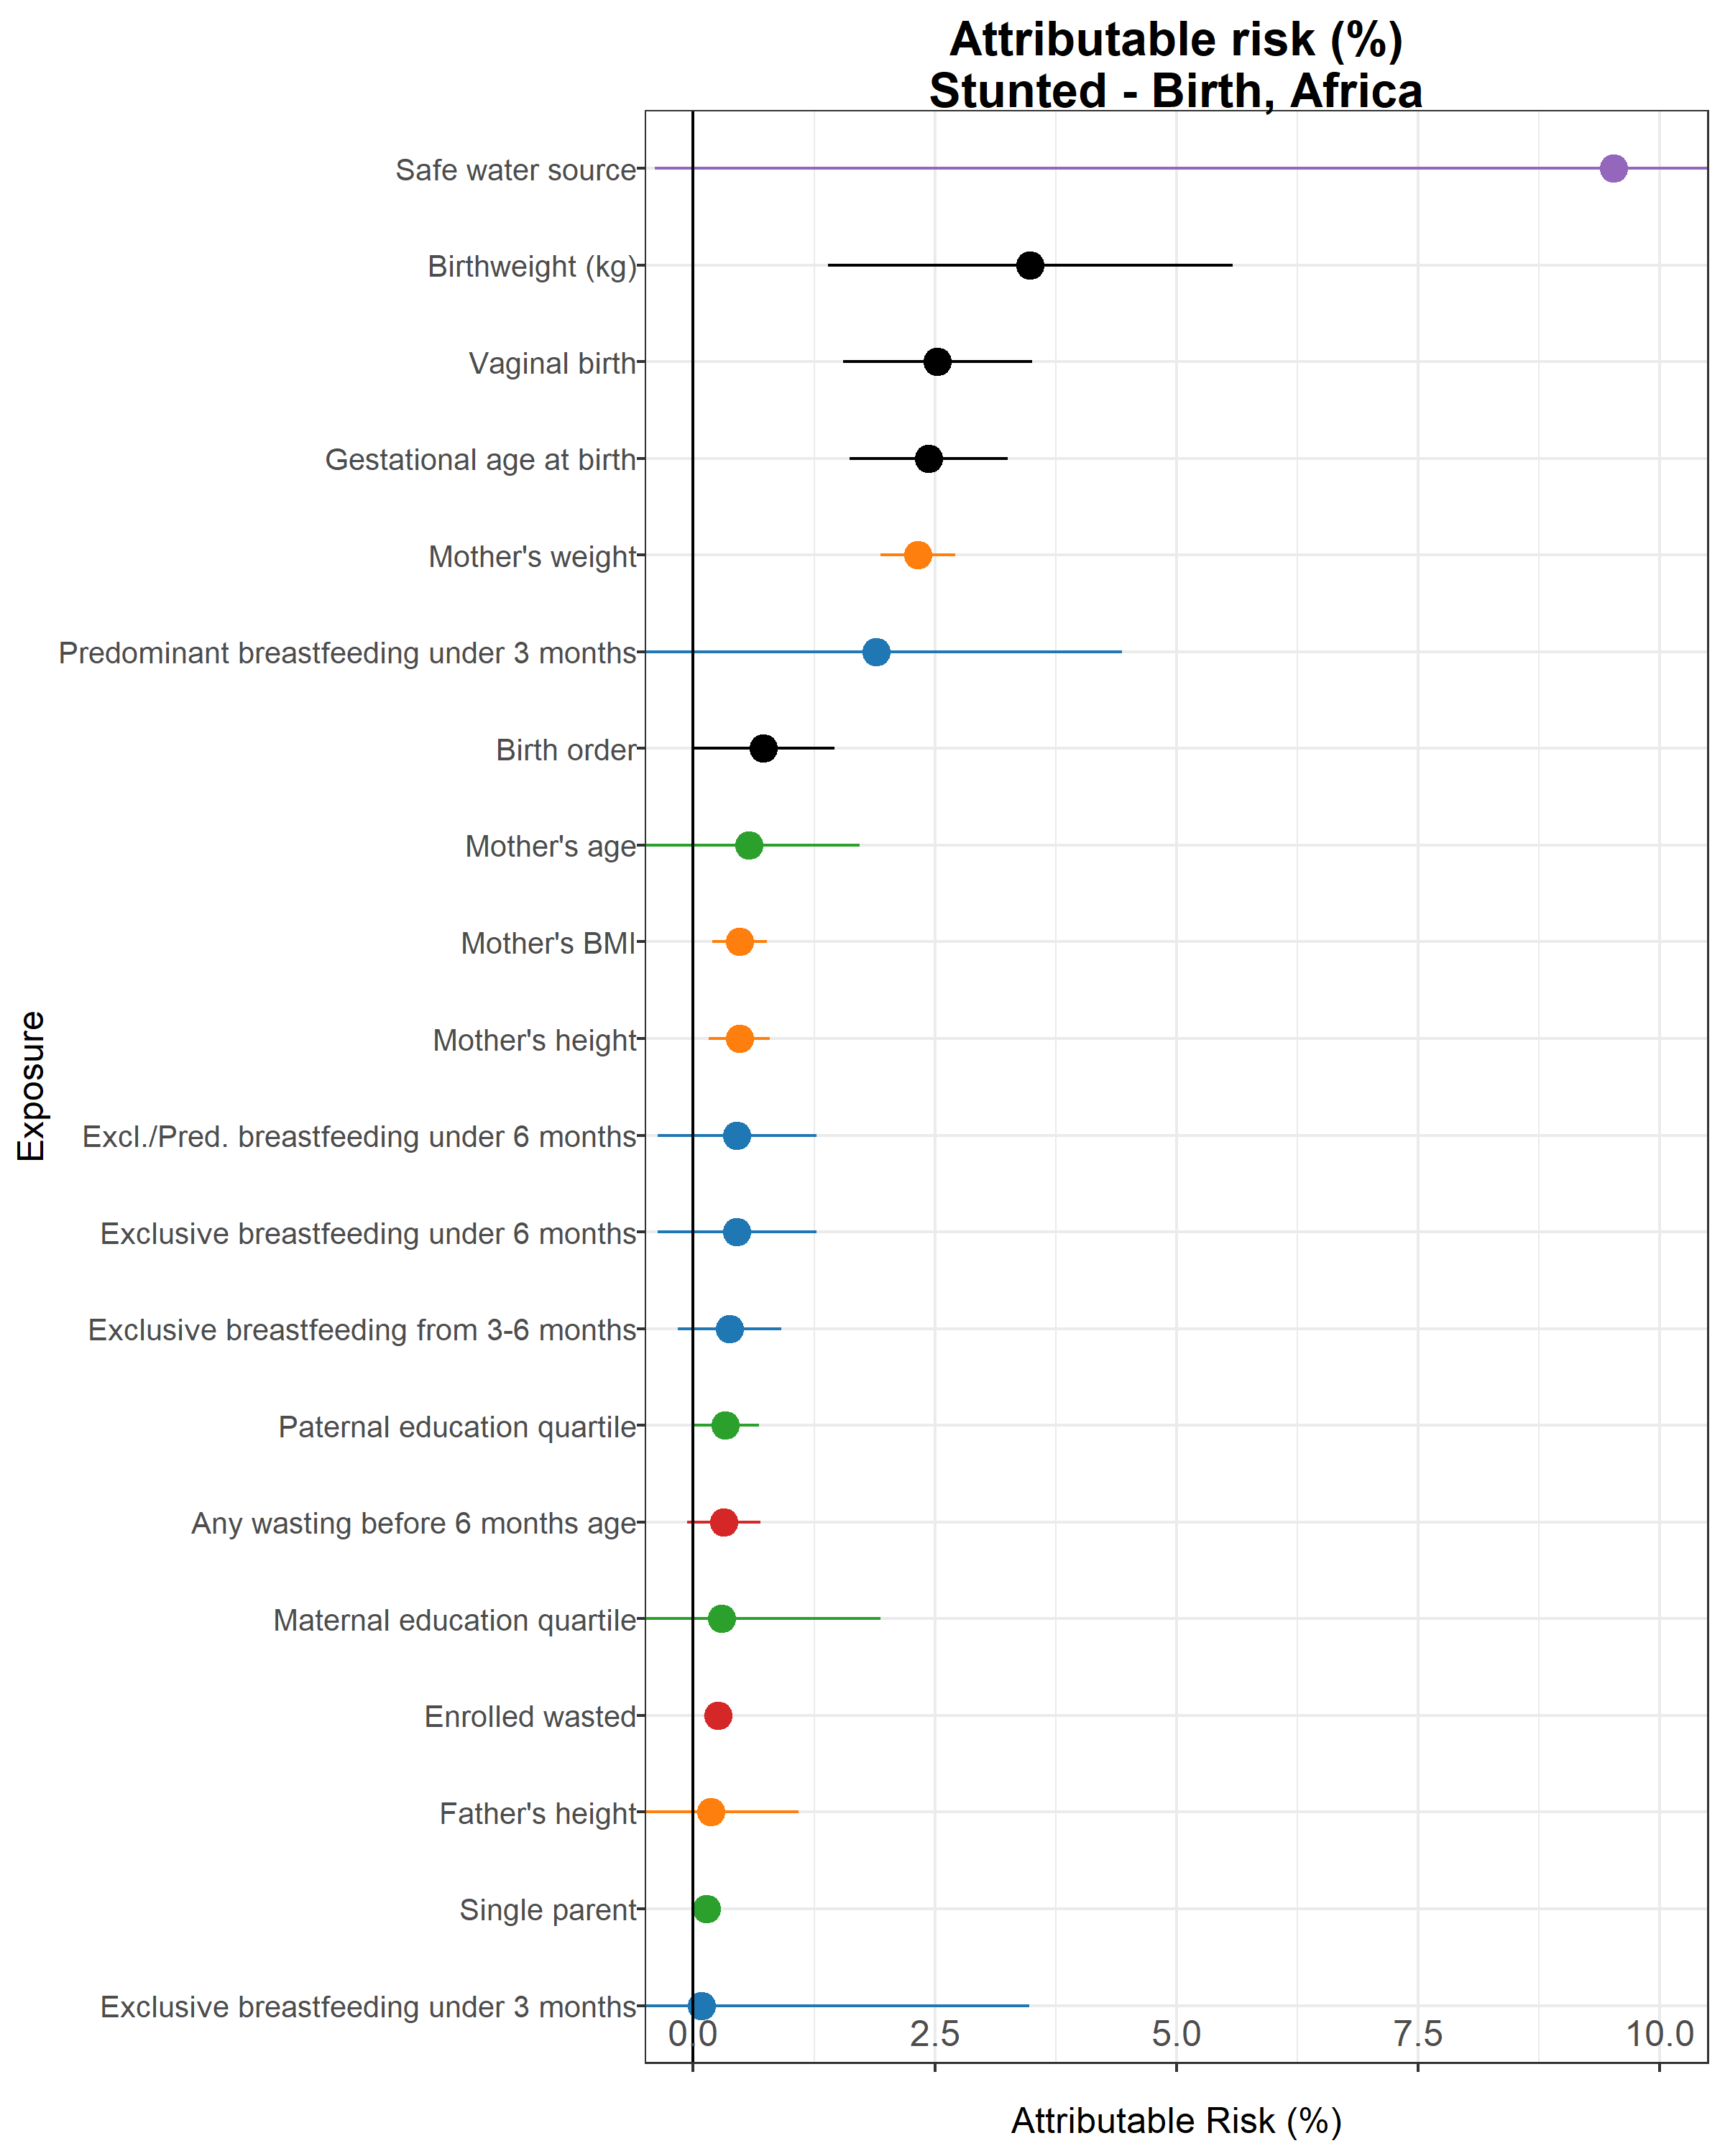 Attributable risk (%)
Stunted - Birth, Africa
Safe water source
Birthweight (kg)
Vaginal birth
Gestational age at birth
Mother's weight
Predominant breastfeeding under 3 months
Birth order
Mother's age
Mother's BMI
Mother's height
Excl./Pred. breastfeeding under 6 months
Exclusive breastfeeding under 6 months
Exclusive breastfeeding from 3-6 months
Paternal education quartile
Any wasting before 6 months age
Maternal education quartile
Enrolled wasted
Father's height
Single parent
Exclusive breastfeeding under 3 months
Exposure
0.0 2.5 5.0 7.5 10.0
Attributable Risk (%)